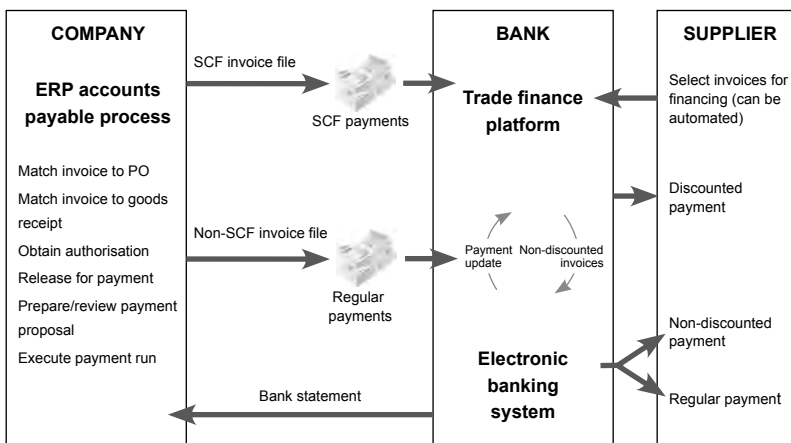 COMPANY
ERP accounts
payable process
Match invoice to PO
Match invoice to goods
receipt
Obtain authorisation
Release for payment
Prepare/review payment
proposal
Execute payment run
SCF invoice file
SCF payments
Non-SCF invoice file
Regular
payments
Bank statement
BANK
Trade finance
platform
Payment
update
Non-discounted
invoices
Electronic
banking
system
SUPPLIER
Select invoices for
financing (can be
automated)
Discounted
payment
Non-discounted
payment
Regular payment